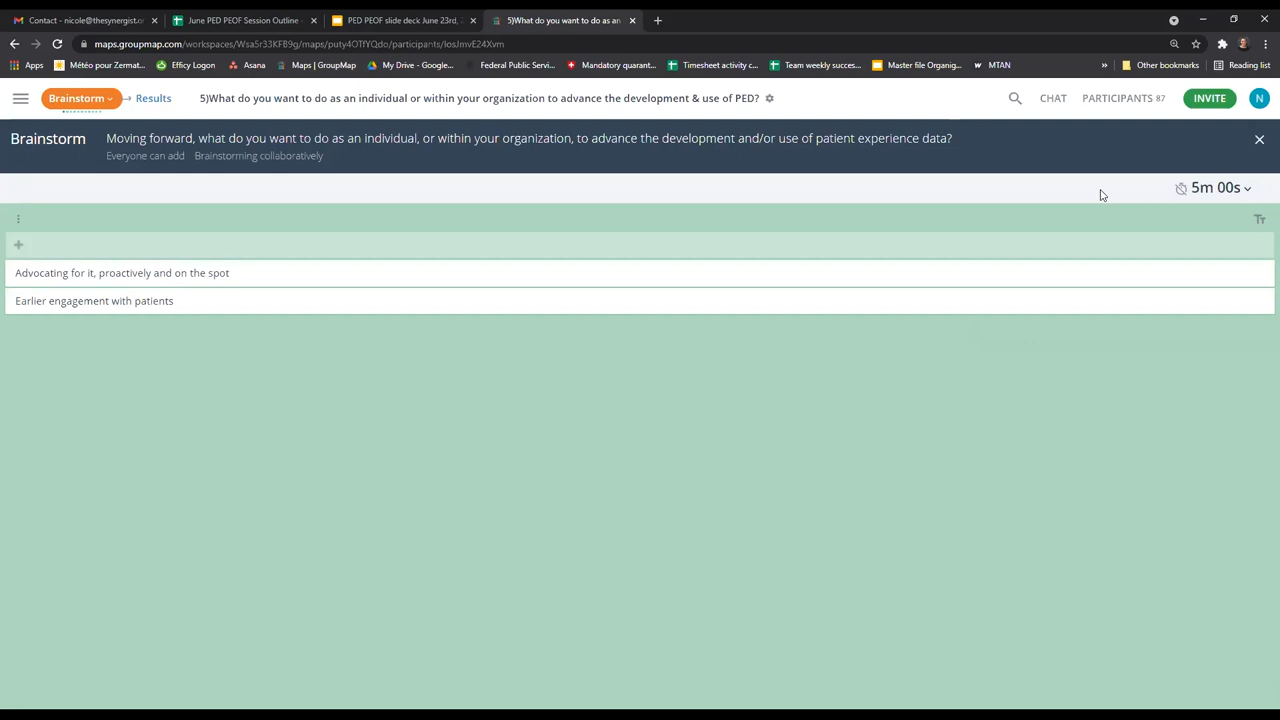 Contact - nicole@thesynergist.or
June PED PEOF Session Outline
PED PEOF slide deck June 23rd, 2
5)What do you want to do as an
maps.groupmap.com/workspaces/Wsa5r33KFB9g/maps/puty4OTfYQdo/participants/IosJmvE24Xvm
Apps
Météo pour Zermat...
Efficy Logon
Asana
Maps | GroupMap
My Drive - Google...
Federal Public Servi...
Mandatory quarant...
Timesheet activity c...
Team weekly succes...
Master file Organig...
w MTAN
»
Other bookmarks
Reading list
Brainstorm
Results
5)What do you want to do as an individual or within your organization to advance the development & use of PED?
CHAT
PARTICIPANTS 87
INVITE
N
Brainstorm
Moving forward, what do you want to do as an individual, or within your organization, to advance the development and/or use of patient experience data?
Everyone can add Brainstorming collaboratively
5m 00s
Tт
+
Advocating for it, proactively and on the spot
Earlier engagement with patients